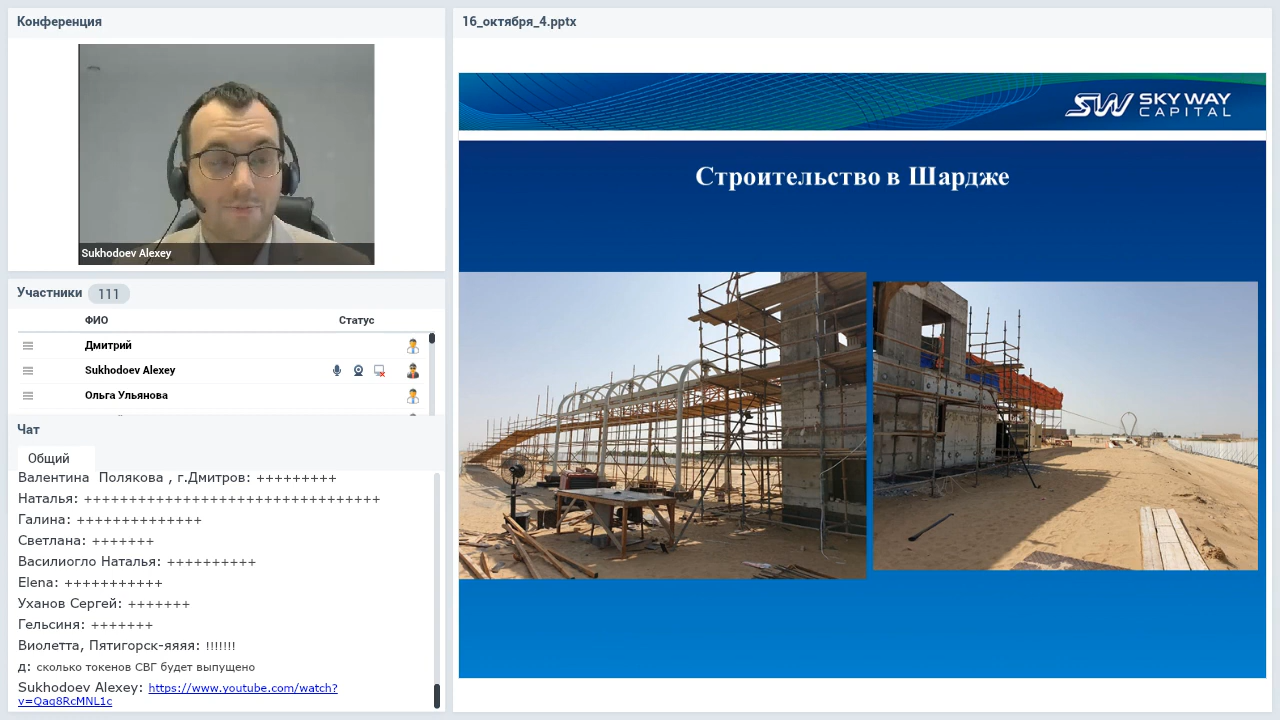 Конференция
Sukhodoev Alexey
Участники 111
ФИО Статус
Дмитрий
Sukhodoev Alexey
Ольга Ульянова
Чат
Общий
Валентина Полякова , г.Дмитров: +++++++++
Наталья: +++++++++++++++++++++++++++++++++
Галина: ++++++++++++++
Светлана: +++++++
Василиогло Наталья: ++++++++++
Elena: +++++++++++
Уханов Сергей: +++++++
Гельсиня: +++++++
Виолетта, Пятигорск-яяяя: !!!!!!!
д: сколько токенов СВГ будет выпущено
Sukhodoev Alexey: https://www.youtube.com/watch?
v=Qaq8RcMNL1c
16_октября_4.pptx
SW SKY WAY
CAPITAL
Строительство в Шардже